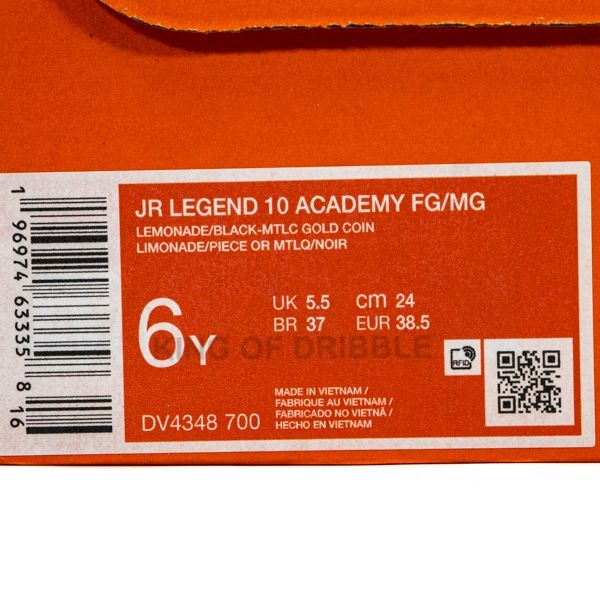 JR LEGEND 10 ACADEMY FG/MG
LEMONADE/BLACK-MTLC GOLD COIN
LIMONADE/PIECE OR MTLQ/NOIR
6Y
UK 5.5 cm 24
BR 37 EUR 38.5
KING OF DRIBBLE
RFID
DV4348 700
MADE IN VIETNAM/
FABRIQUE AU VIETNAM/
FABRICADO NO VIETNÃ/
HECHO EN VIETNAM
1 96974 63335 8 16